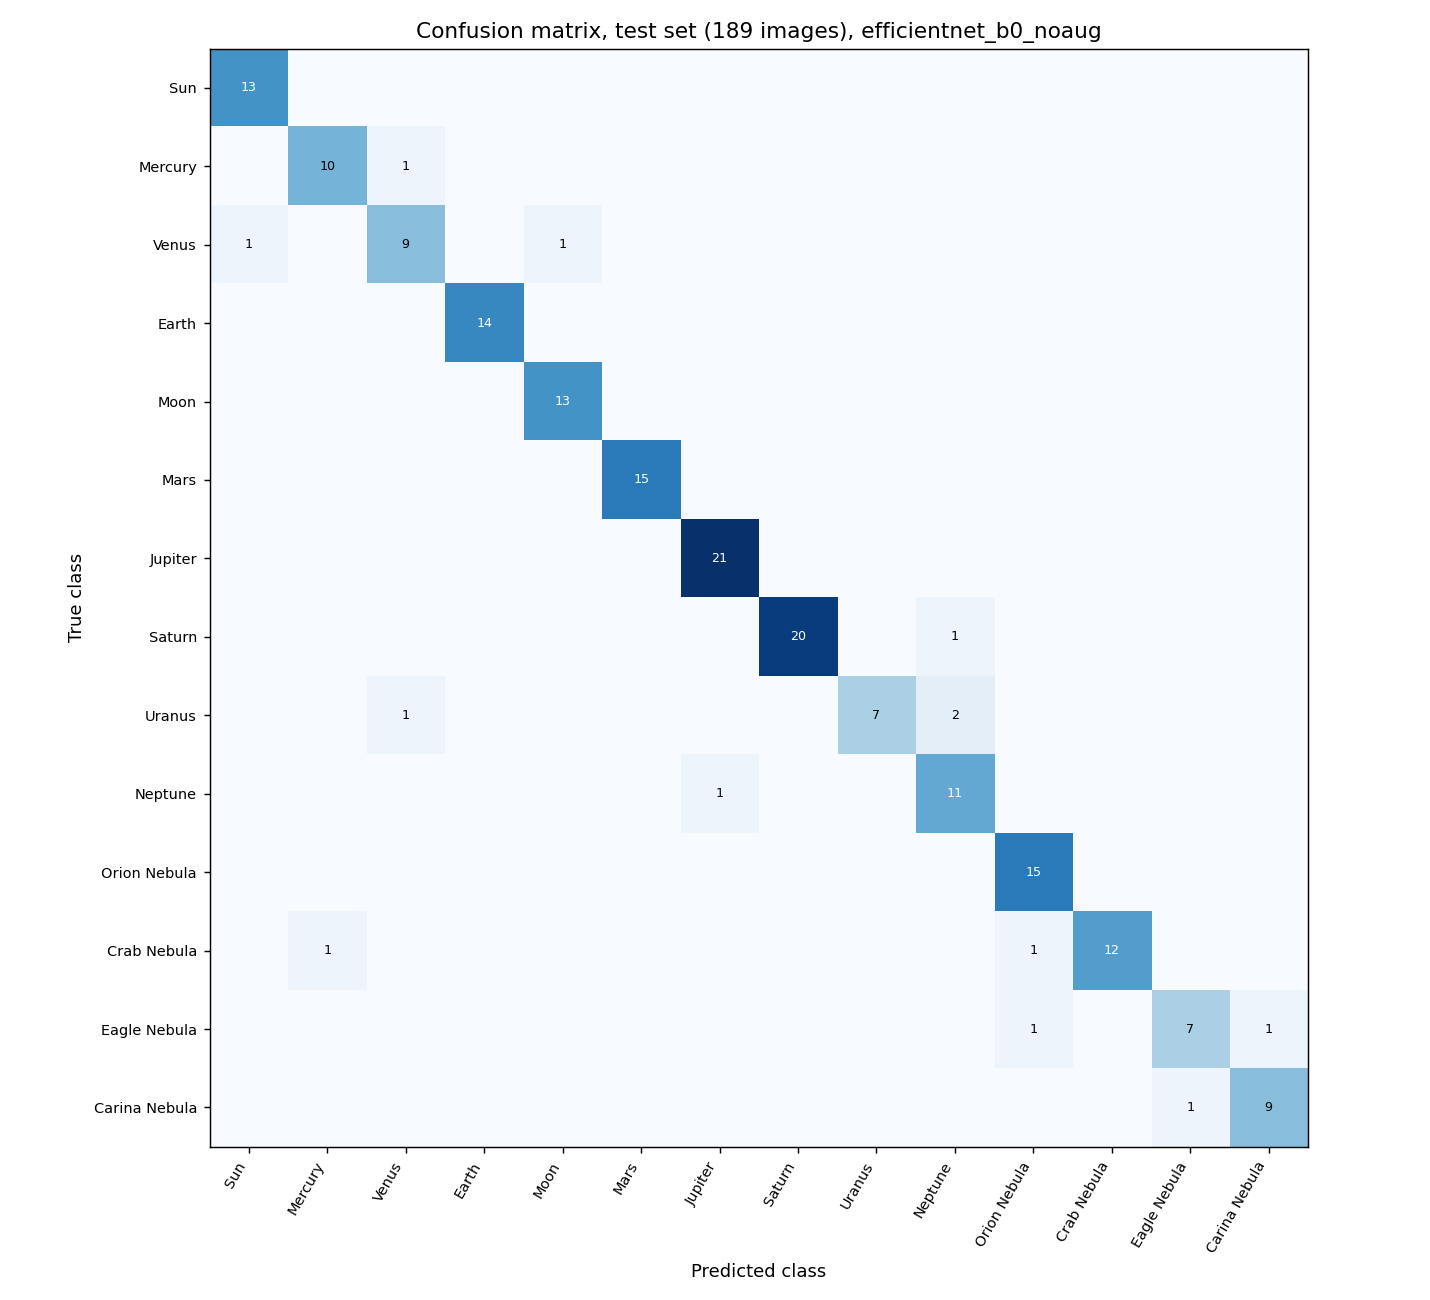 Confusion matrix, test set (189 images), efficientnet_b0_noaug
Sun 13
Mercury 10 1
Venus 1 9 1
Earth 14
Moon 13
Mars 15
Jupiter 21
Saturn 20 1
Uranus 1 7 2
Neptune 1 11
Orion Nebula 15
Crab Nebula 1 1 12
Eagle Nebula 1 7 1
Carina Nebula 1 9
True class
Sun Mercury Venus Earth Moon Mars Jupiter Saturn Uranus Neptune Orion Nebula Crab Nebula Eagle Nebula Carina Nebula
Predicted class